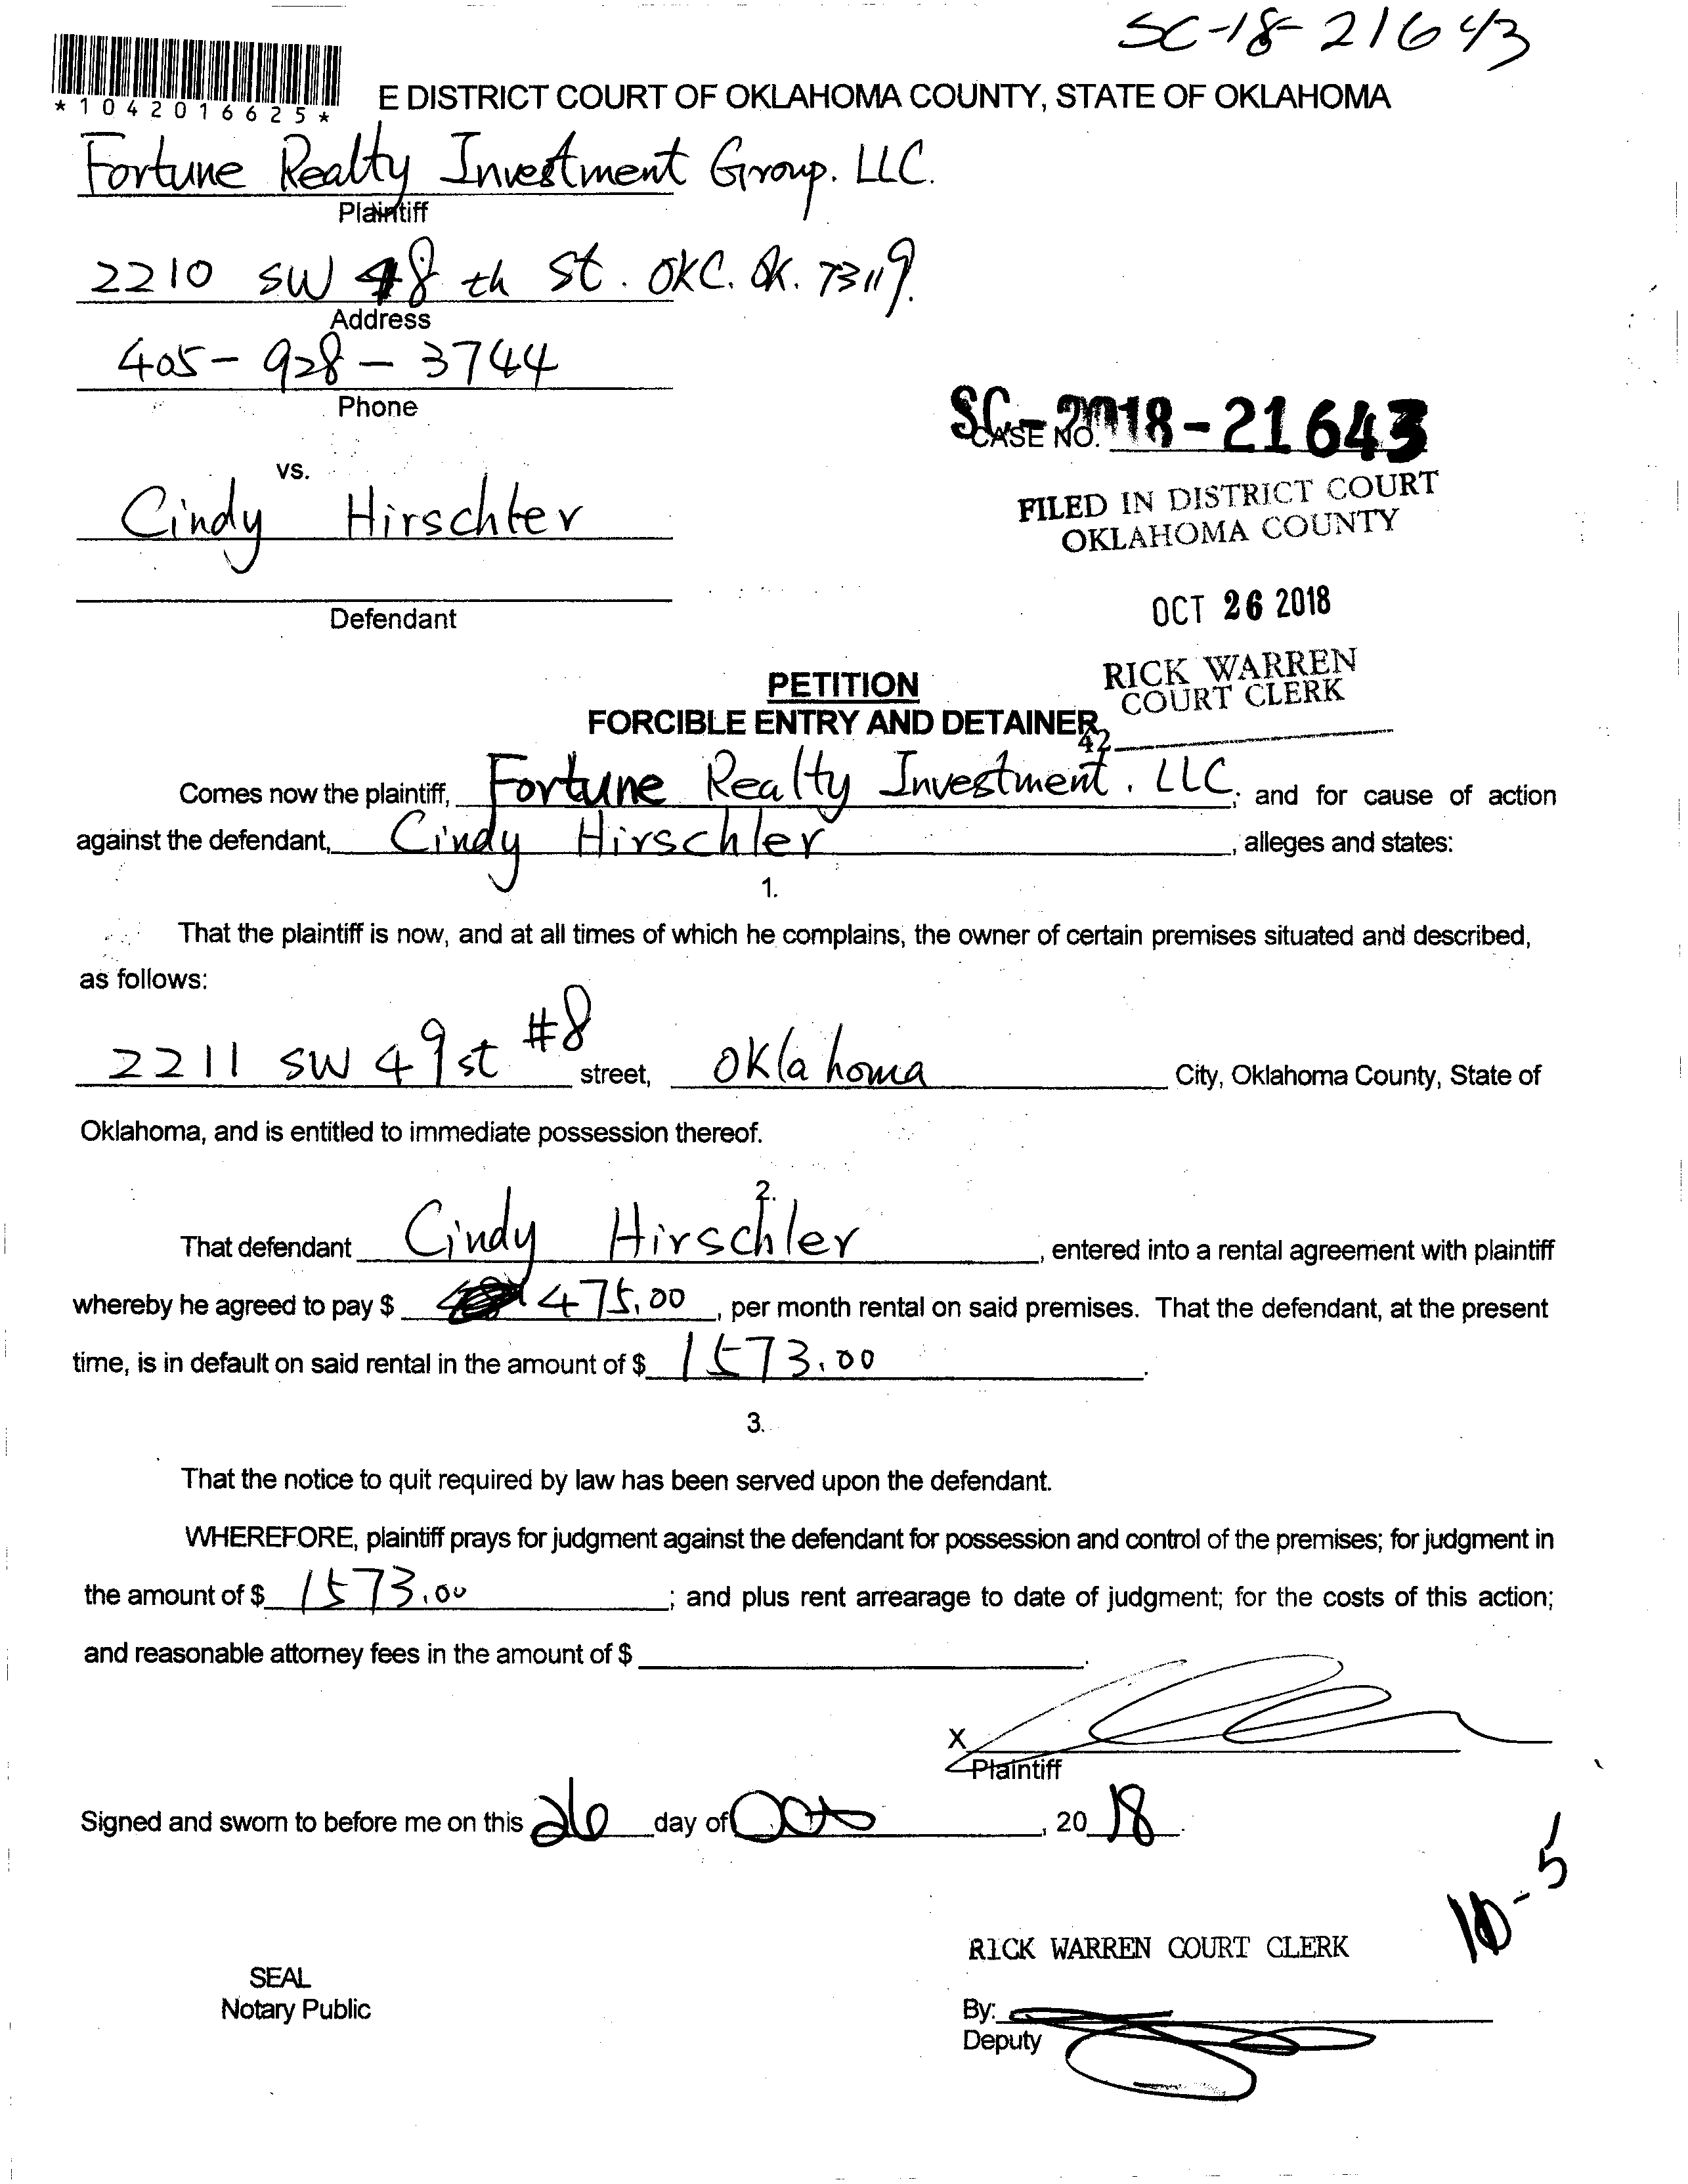 SC-18-21643
*1042016625*
E DISTRICT COURT OF OKLAHOMA COUNTY, STATE OF OKLAHOMA
Fortune Realty Investment Group. LLC.
Plaintiff
2210 SW 48 th St. OKC. OK. 73119.
Address
405-928-3744
Phone
SC-2018-21643
CASE NO.
vs.
FILED IN DISTRICT COURT
OKLAHOMA COUNTY
Cindy Hirschler
OCT 26 2018
Defendant
RICK WARREN
COURT CLERK
PETITION
FORCIBLE ENTRY AND DETAINER
42
Comes now the plaintiff, Fortune Realty Investment. LLC, and for cause of action
against the defendant, Cindy Hirschler, alleges and states:
1.
That the plaintiff is now, and at all times of which he complains, the owner of certain premises situated and described,
as follows:
2211 SW 49 st #8 street, Oklahoma City, Oklahoma County, State of
Oklahoma, and is entitled to immediate possession thereof.
2.
That defendant Cindy Hirschler, entered into a rental agreement with plaintiff
whereby he agreed to pay $ 475.00, per month rental on said premises. That the defendant, at the present
time, is in default on said rental in the amount of $ 1573.00.
3.
That the notice to quit required by law has been served upon the defendant.
WHEREFORE, plaintiff prays for judgment against the defendant for possession and control of the premises; for judgment in
the amount of $ 1573.00; and plus rent arrearage to date of judgment; for the costs of this action;
and reasonable attorney fees in the amount of $.
X
Plaintiff
Signed and sworn to before me on this 26 day of Oct, 2018.
10-5
RICK WARREN COURT CLERK
SEAL
Notary Public
By:
Deputy